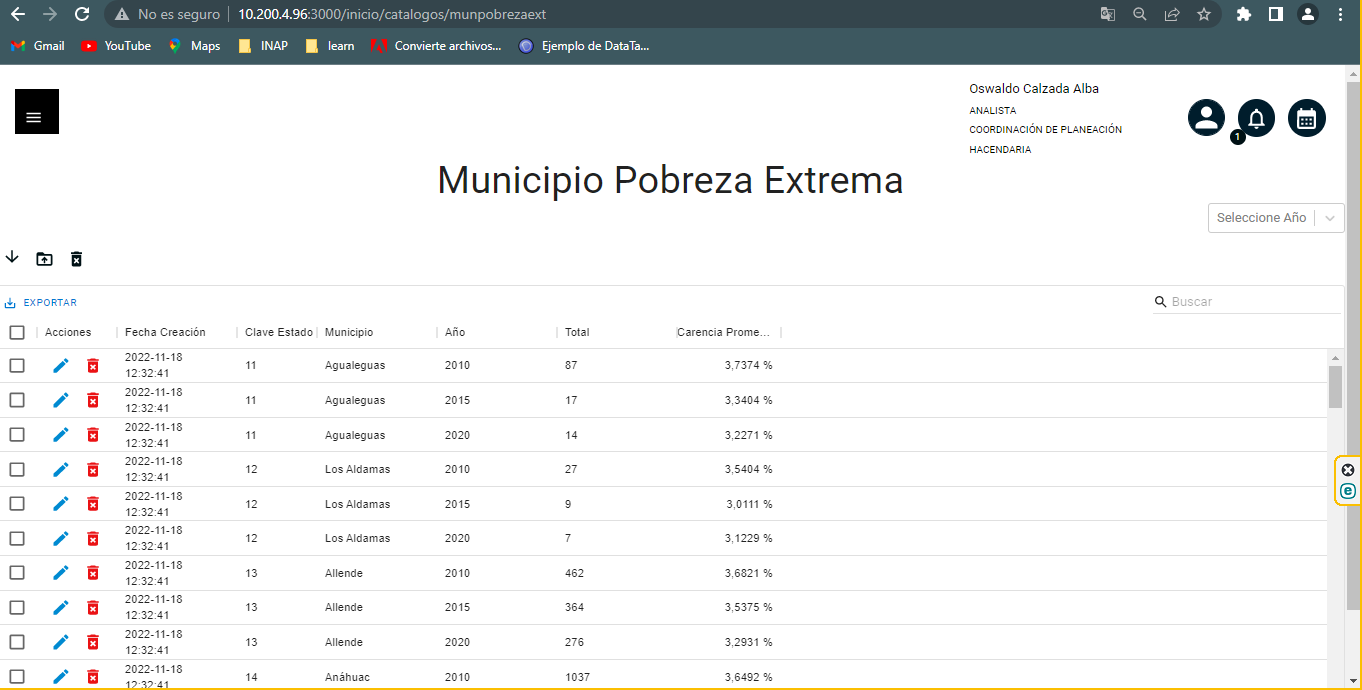 No es seguro 10.200.4.96:3000/inicio/catalogos/munpobrezaext
Gmail YouTube Maps INAP learn Convierte archivos... Ejemplo de DataTa...
Oswaldo Calzada Alba
ANALISTA
COORDINACIÓN DE PLANEACIÓN
HACENDARIA
1
Municipio Pobreza Extrema
Seleccione Año
EXPORTAR Buscar
Acciones Fecha Creación Clave Estado Municipio Año Total Carencia Prome...
2022-11-18
12:32:41 11 Agualeguas 2010 87 3,7374 %
2022-11-18
12:32:41 11 Agualeguas 2015 17 3,3404 %
2022-11-18
12:32:41 11 Agualeguas 2020 14 3,2271 %
2022-11-18
12:32:41 12 Los Aldamas 2010 27 3,5404 %
2022-11-18
12:32:41 12 Los Aldamas 2015 9 3,0111 %
2022-11-18
12:32:41 12 Los Aldamas 2020 7 3,1229 %
2022-11-18
12:32:41 13 Allende 2010 462 3,6821 %
2022-11-18
12:32:41 13 Allende 2015 364 3,5375 %
2022-11-18
12:32:41 13 Allende 2020 276 3,2931 %
2022-11-18
12:32:41 14 Anáhuac 2010 1037 3,6492 %